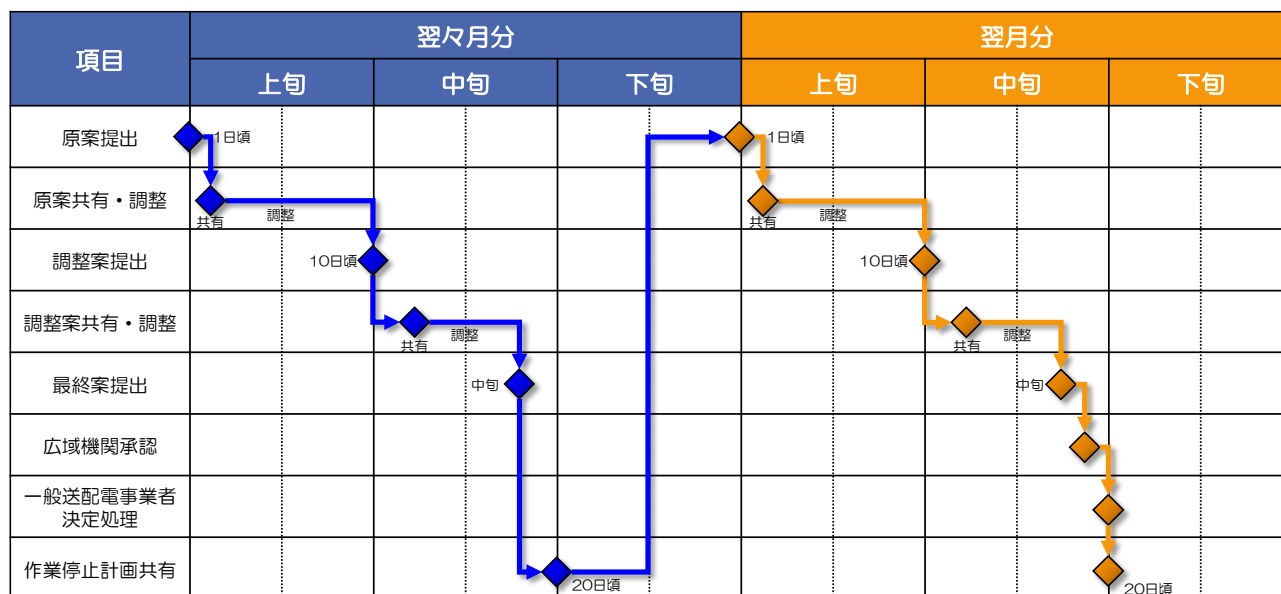 項目
翌々月分
翌月分
上旬
中旬
下旬
上旬
中旬
下旬
原案提出
1日頃
1日頃
原案共有・調整
共有
調整
共有
調整
調整案提出
10日頃
10日頃
調整案共有・調整
共有
調整
共有
調整
最終案提出
中旬
中旬
広域機関承認
一般送配電事業者
決定処理
作業停止計画共有
20日頃
20日頃